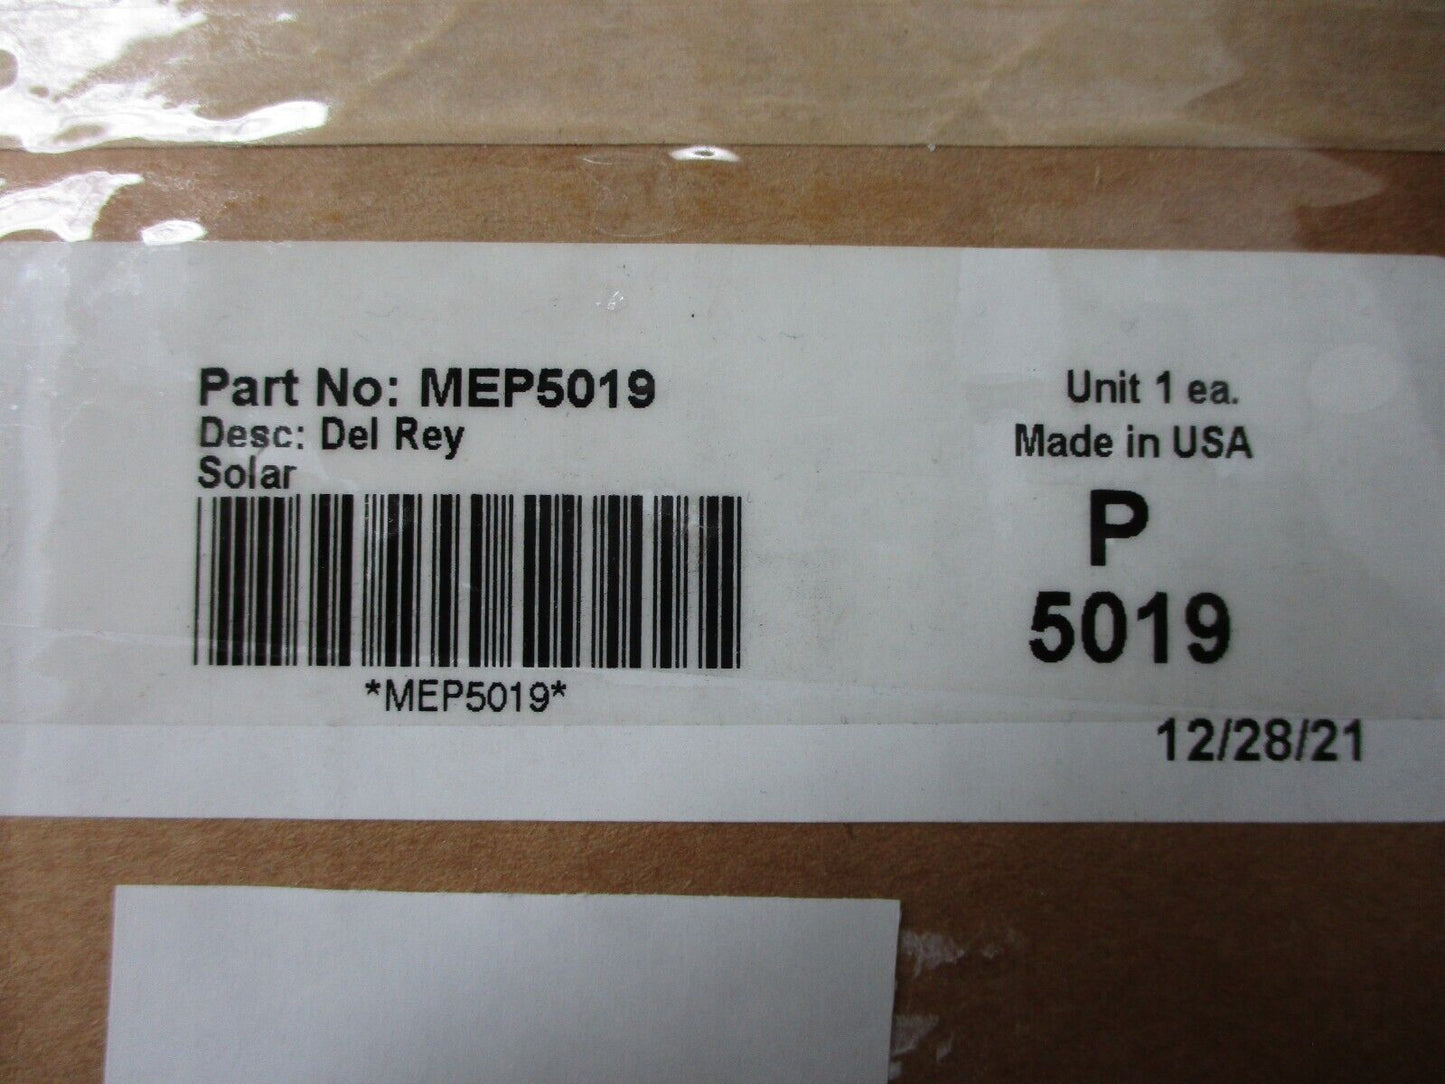 Part No: MEP5019
Desc: Del Rey
Solar
*MEP5019*
Unit 1 ea.
Made in USA
P
5019
12/28/21